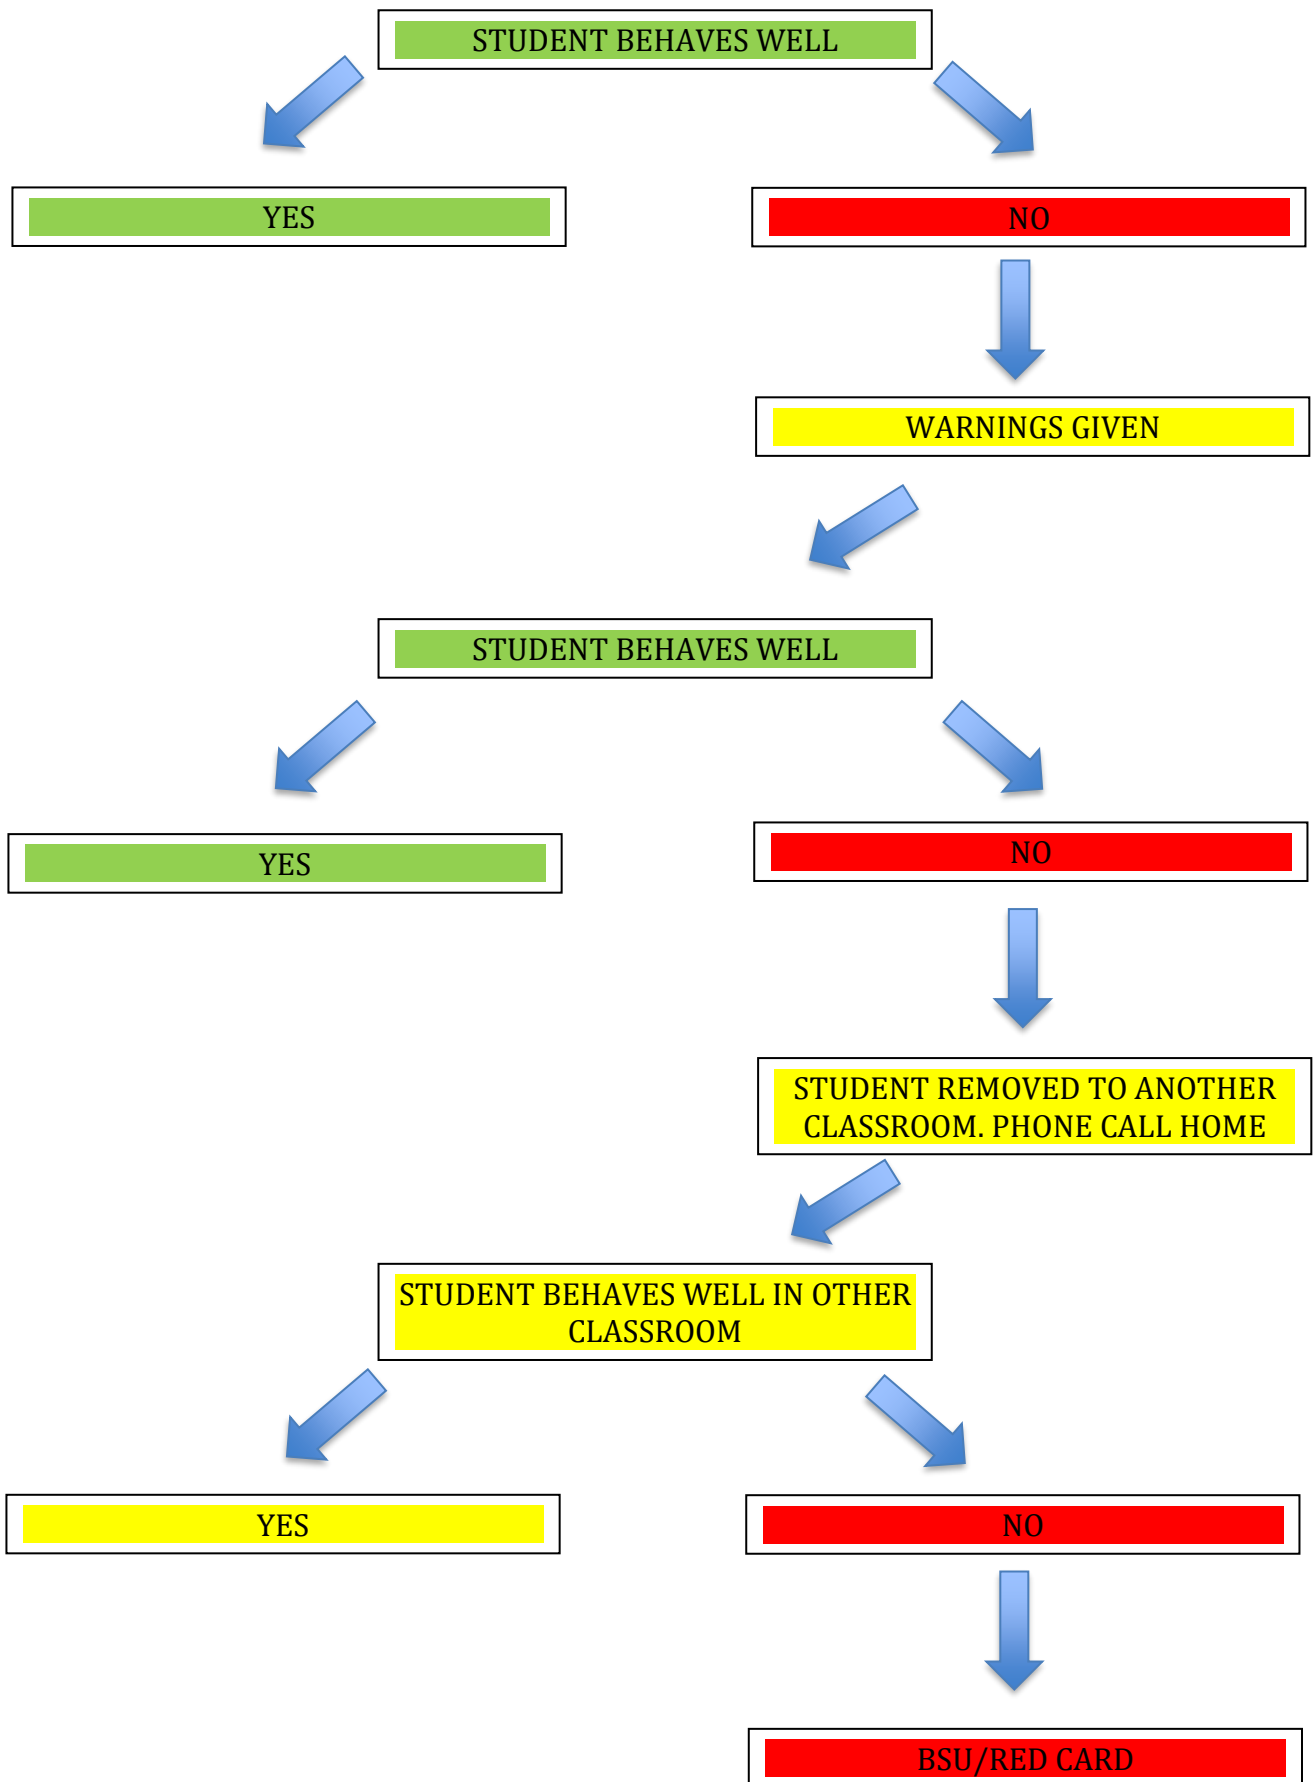 STUDENT BEHAVES WELL
YES
NO
WARNINGS GIVEN
STUDENT BEHAVES WELL
YES
NO
STUDENT REMOVED TO ANOTHER
CLASSROOM. PHONE CALL HOME
STUDENT BEHAVES WELL IN OTHER
CLASSROOM
YES
NO
BSU/RED CARD